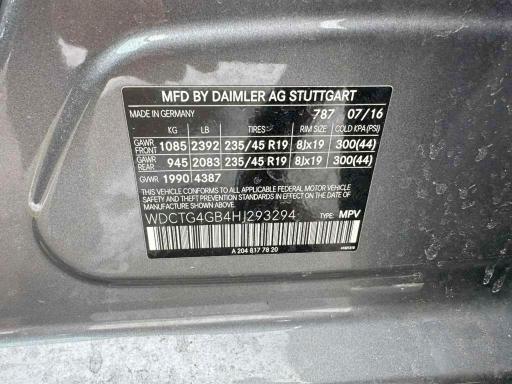 MFD BY DAIMLER AG STUTTGART
MADE IN GERMANY 787 07/16
KG LB TIRES RIM SIZE COLD KPA(PSI)
GAWR FRONT 1085 2392 235/45 R19 8Jx19 300(44)
GAWR REAR 945 2083 235/45 R19 8Jx19 300(44)
GVWR 1990 4387
THIS VEHICLE CONFORMS TO ALL APPLICABLE FEDERAL MOTOR VEHICLE
SAFETY STANDARDS IN EFFECT ON THE DATE OF MANUFACTURE SHOWN ABOVE.
WDCTG4GB4HJ293294 TYPE: MPV
A 204 817 78 20